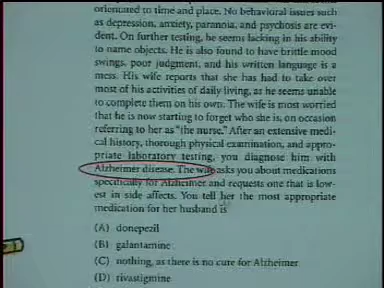 orientated to time and place. No behavioral issues such
as depression, anxiety, paranoia, and psychosis are evi-
dent. On further testing, he seems lacking in his ability
to name objects. He is also found to have brittle mood
swings, poor judgment, and his written language is a
mess. His wife reports that she has had to take over
most of his activities of daily living, as he seems unable
to complete them on his own. The wife is most worried
that he is now starting to forget who she is, on occasion
referring to her as "the nurse." After an extensive medi-
cal history, thorough physical examination, and appro-
priate laboratory testing, you diagnose him with
Alzheimer disease. The wife asks you about medications
specifically for Alzheimer and requests one that is low-
est in side affects. You tell her the most appropriate
medication for her husband is
(A) donepezil
(B) galantamine
(C) nothing, as there is no cure for Alzheimer
(D) rivastigmine